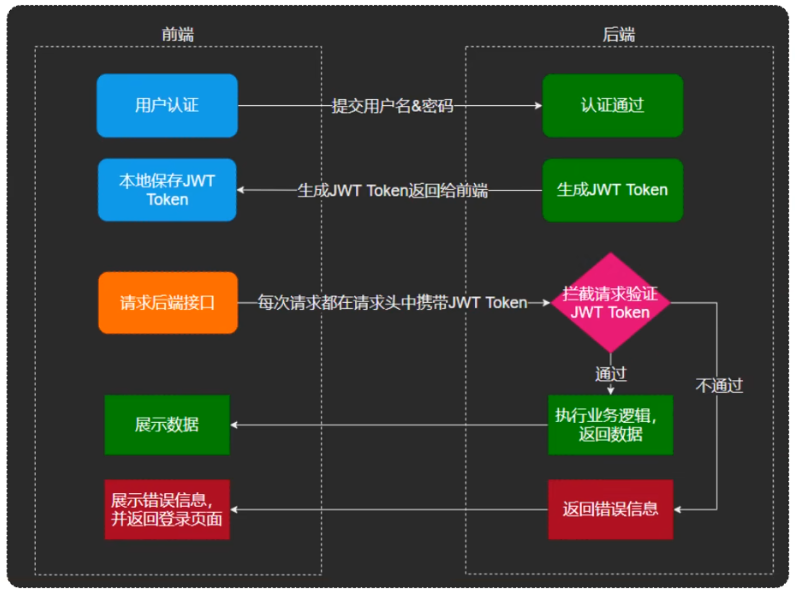 前端
后端
用户认证
提交用户名&密码
认证通过
本地保存JWT
Token
生成JWT Token返回给前端
生成JWT Token
请求后端接口
每次请求都在请求头中携带JWT Token
拦截请求验证
JWT Token
通过
不通过
展示数据
执行业务逻辑，
返回数据
展示错误信息，
并返回登录页面
返回错误信息